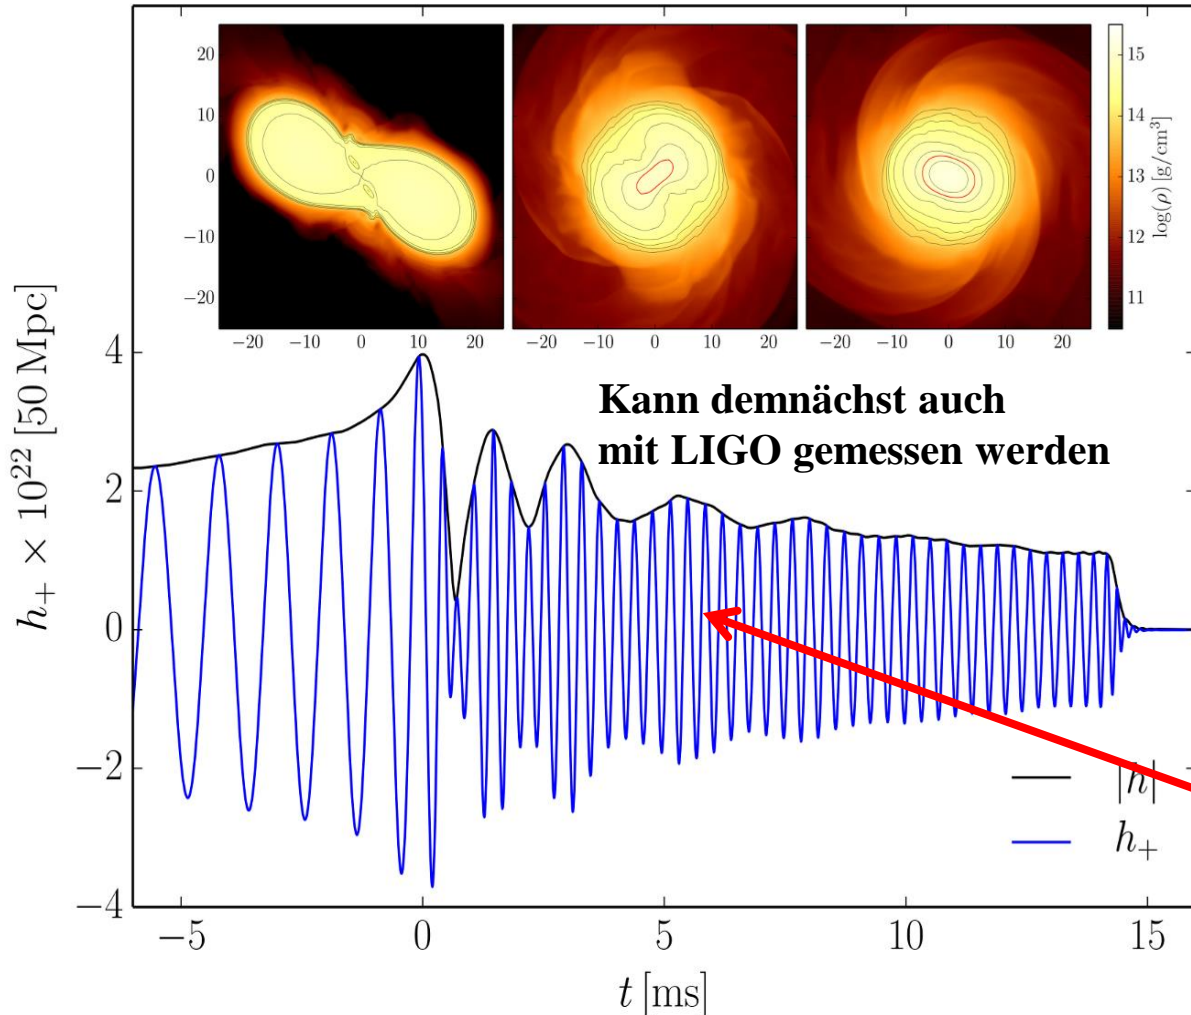 20
10
0
−10
−20
−20 −10 0 10 20
−20 −10 0 10 20
−20 −10 0 10 20
15
14
13
12
11
log(ρ) [g/cm³]
Kann demnächst auch
mit LIGO gemessen werden
h₊ × 10²² [50 Mpc]
4
2
0
−2
−4
|h|
h₊
−5 0 5 10 15
t [ms]